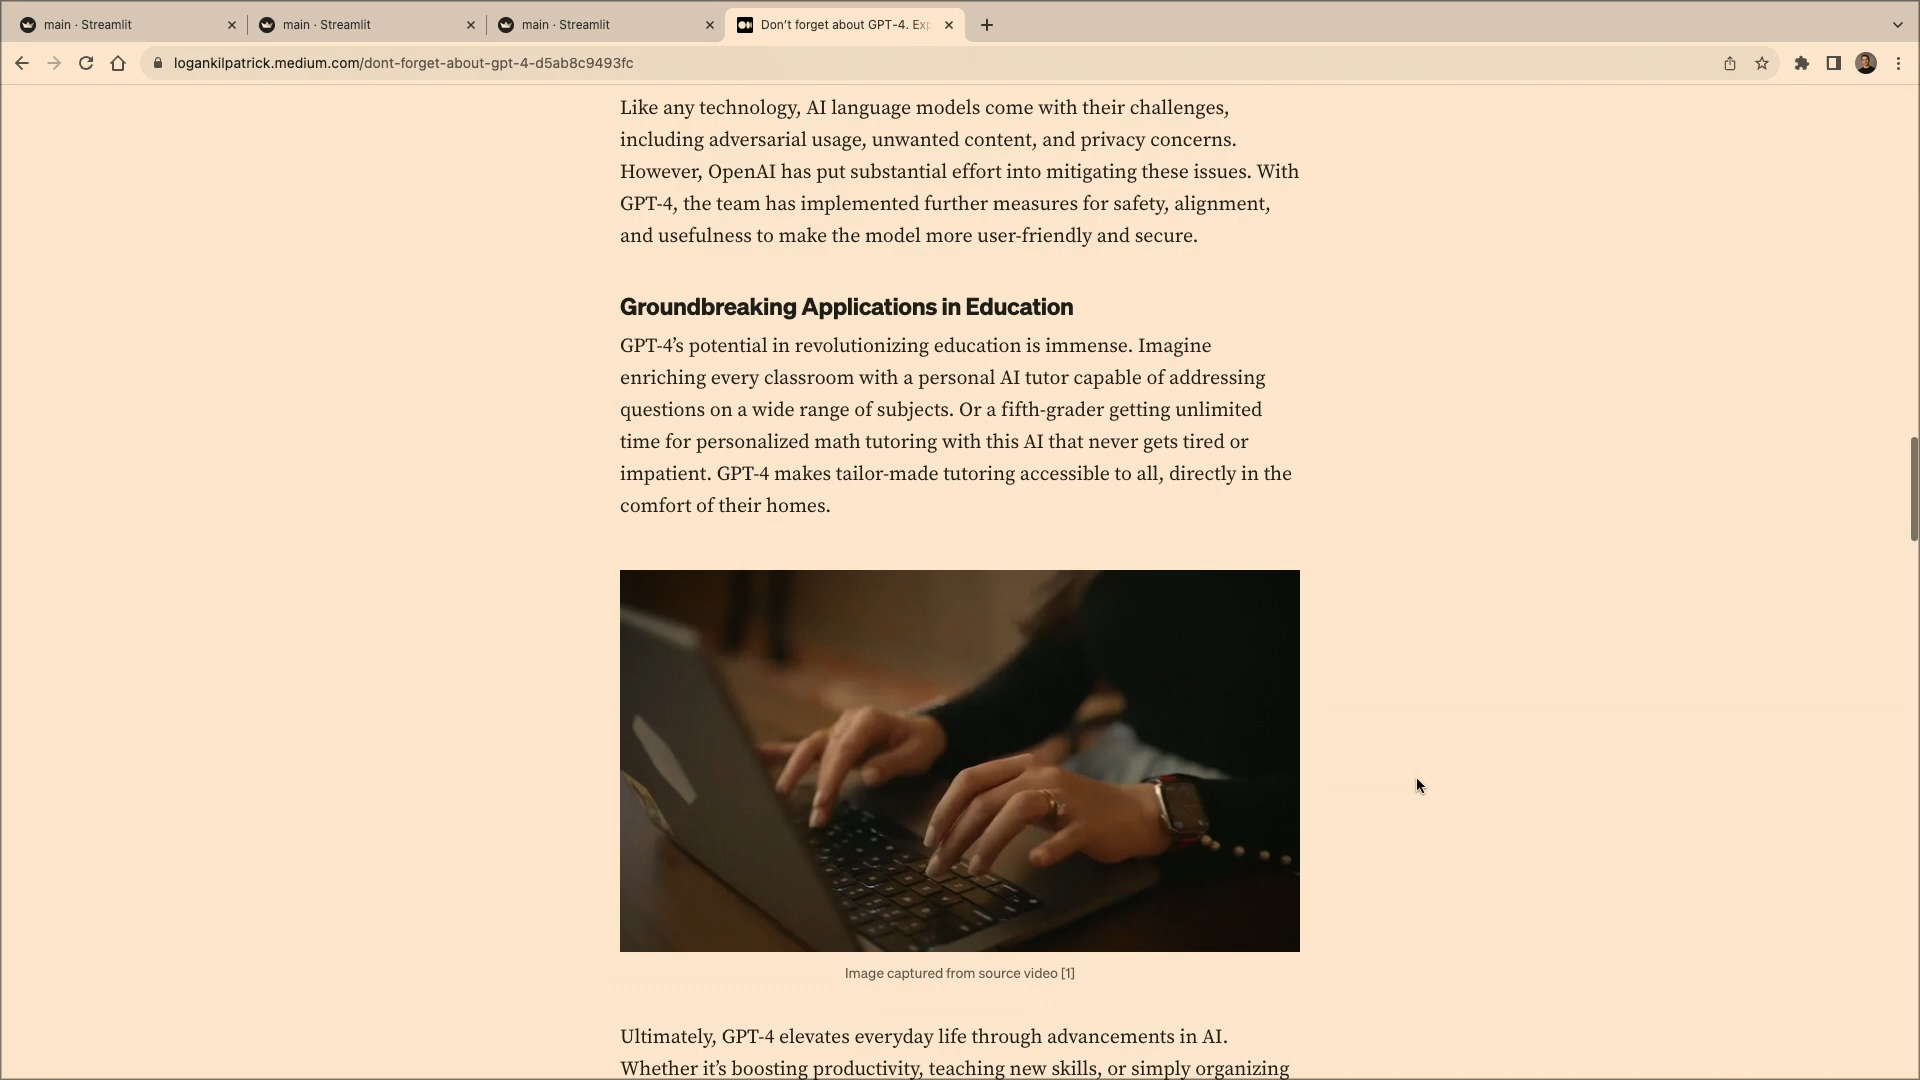 main · Streamlit
main · Streamlit
main · Streamlit
Don't forget about GPT-4. Exp
logankilpatrick.medium.com/dont-forget-about-gpt-4-d5ab8c9493fc
Like any technology, AI language models come with their challenges,
including adversarial usage, unwanted content, and privacy concerns.
However, OpenAI has put substantial effort into mitigating these issues. With
GPT-4, the team has implemented further measures for safety, alignment,
and usefulness to make the model more user-friendly and secure.
Groundbreaking Applications in Education
GPT-4’s potential in revolutionizing education is immense. Imagine
enriching every classroom with a personal AI tutor capable of addressing
questions on a wide range of subjects. Or a fifth-grader getting unlimited
time for personalized math tutoring with this AI that never gets tired or
impatient. GPT-4 makes tailor-made tutoring accessible to all, directly in the
comfort of their homes.
Image captured from source video [1]
Ultimately, GPT-4 elevates everyday life through advancements in AI.
Whether it’s boosting productivity, teaching new skills, or simply organizing